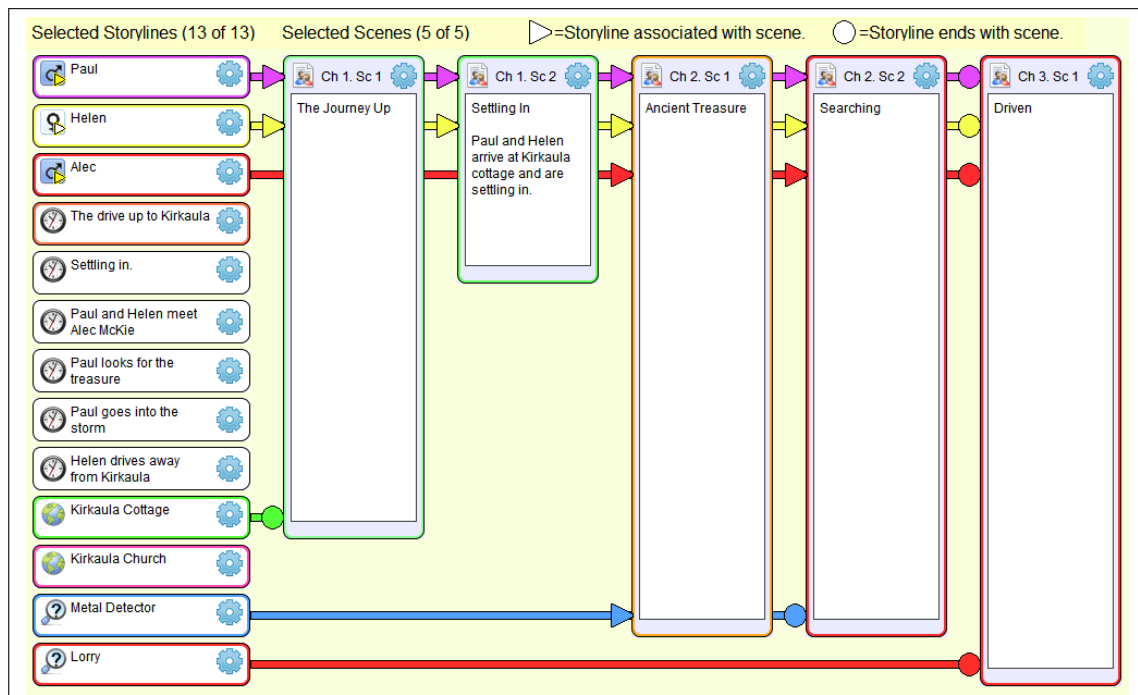 Selected Storylines (13 of 13) Selected Scenes (5 of 5) =Storyline associated with scene. =Storyline ends with scene.
Paul
Helen
Alec
The drive up to Kirkaula
Settling in.
Paul and Helen meet
Alec McKie
Paul looks for the
treasure
Paul goes into the
storm
Helen drives away
from Kirkaula
Kirkaula Cottage
Kirkaula Church
Metal Detector
Lorry
Ch 1. Sc 1
The Journey Up
Ch 1. Sc 2
Settling In
Paul and Helen
arrive at Kirkaula
cottage and are
settling in.
Ch 2. Sc 1
Ancient Treasure
Ch 2. Sc 2
Searching
Ch 3. Sc 1
Driven